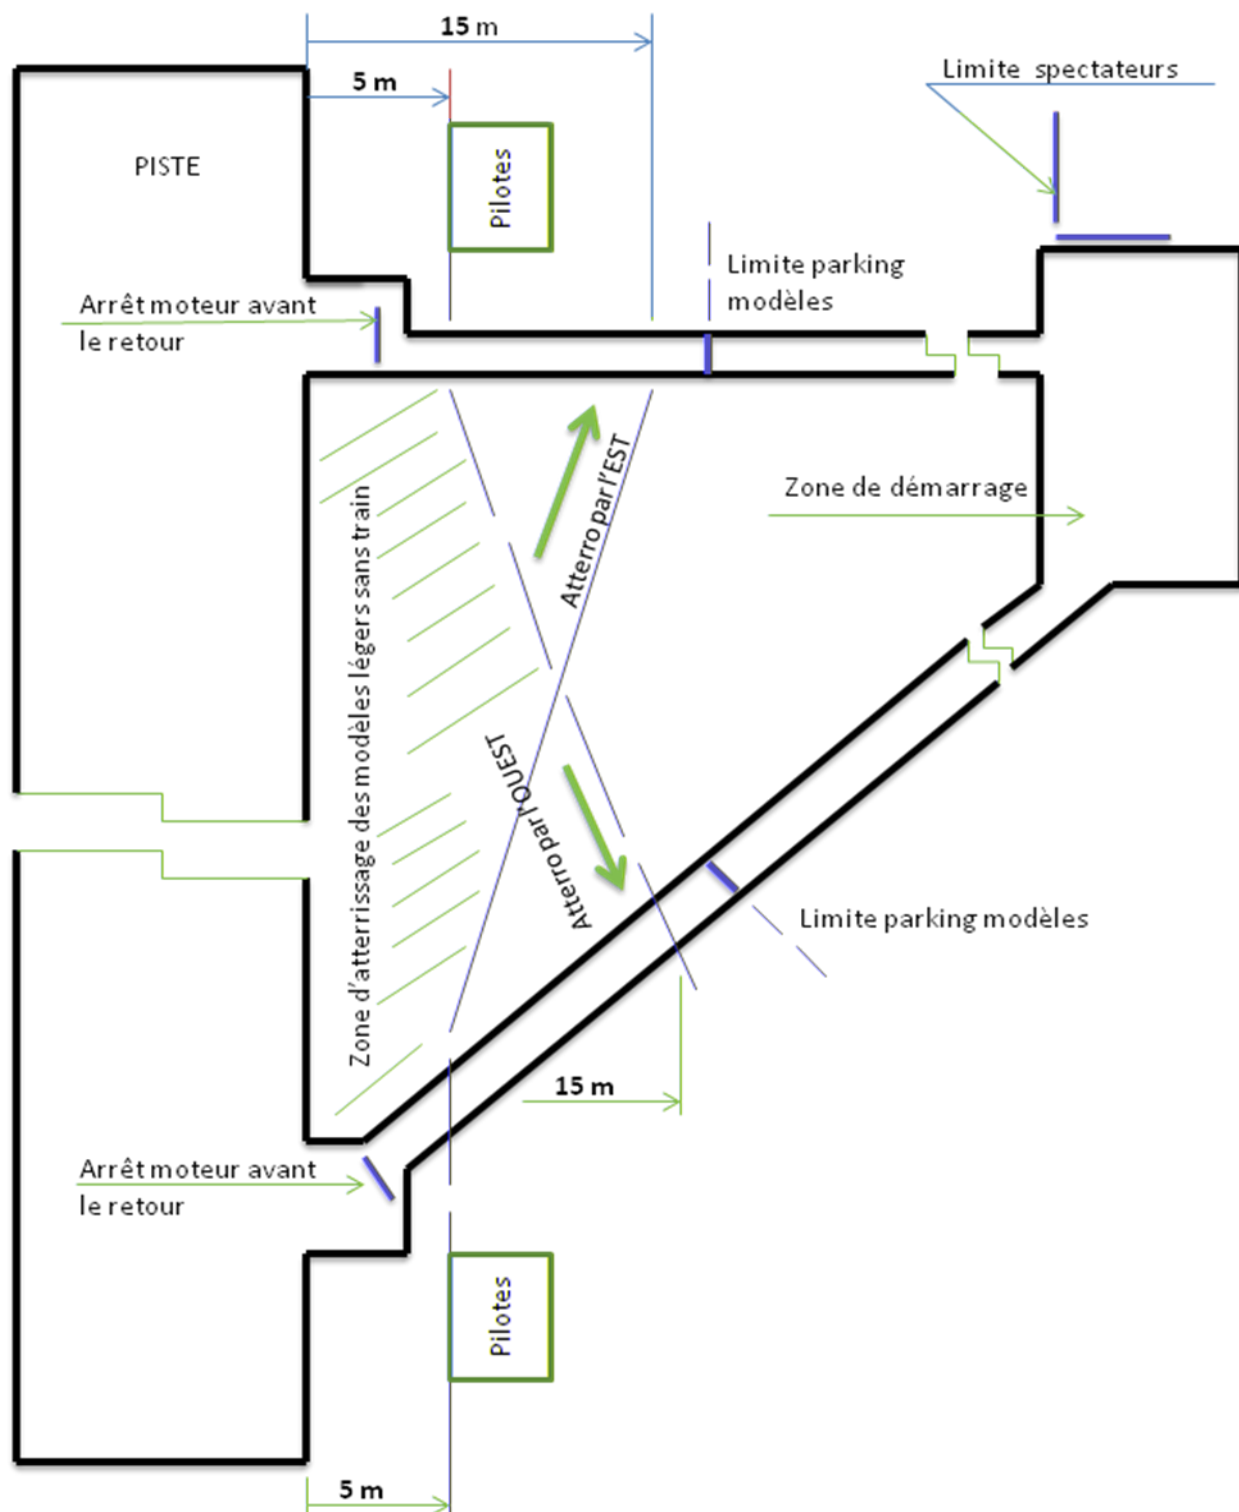 15 m
5 m
Limite spectateurs
PISTE
Pilotes
Limite parking
modèles
Arrêt moteur avant
le retour
Atterro par l'EST
Zone de démarrage
Zone d'atterrissage des modèles légers sans train
Atterro par l'OUEST
Limite parking modèles
15 m
Arrêt moteur avant
le retour
Pilotes
5 m